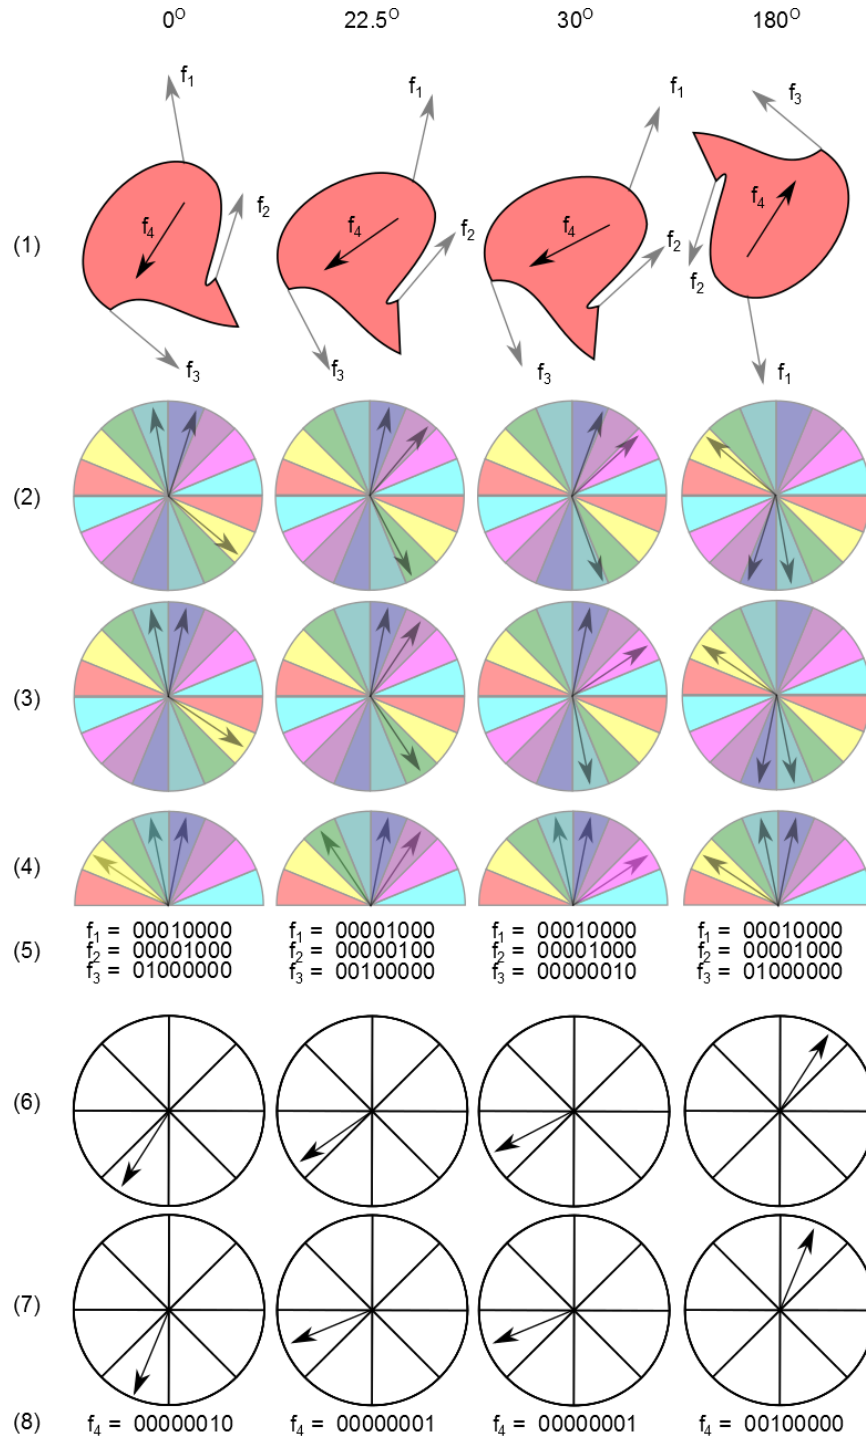 0° 22.5° 30° 180°
f1 f1 f1 f3
(1) f4 f2 f4 f2 f4 f2 f4 f2
f3 f3 f3 f1
(2)
(3)
(4)
(5) f1 = 00010000 f1 = 00001000 f1 = 00010000 f1 = 00010000
f2 = 00001000 f2 = 00000100 f2 = 00001000 f2 = 00001000
f3 = 01000000 f3 = 00100000 f3 = 00000010 f3 = 01000000
(6)
(7)
(8) f4 = 00000010 f4 = 00000001 f4 = 00000001 f4 = 00100000